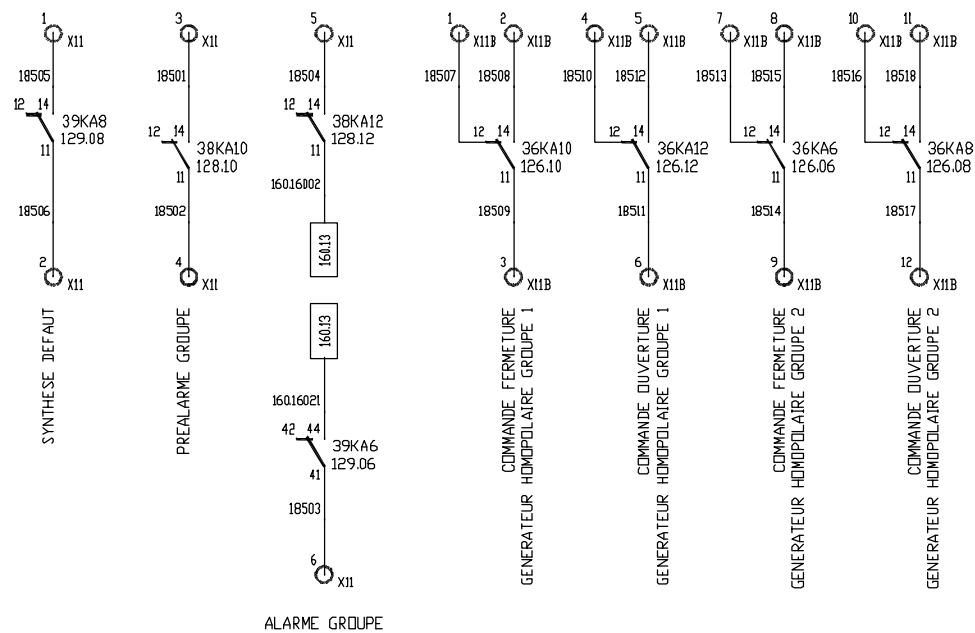 1
X11
18505
12 14
39KA8
129.08
11
18506
2
X11
SYNTHESE DEFAUT
3
X11
18501
12 14
38KA10
128.10
11
18502
4
X11
PREALARME GROUPE
5
X11
18504
12 14
38KA12
128.12
11
160.16002
160.13
160.13
160.16021
42 44
39KA6
129.06
41
18503
6
X11
ALARME GROUPE
1
X11B
2
X11B
18507
18508
12 14
36KA10
126.10
11
18509
3
X11B
COMMANDE FERMETURE
GENERATEUR HOMOPOLAIRE GROUPE 1
4
X11B
5
X11B
18510
18512
12 14
36KA12
126.12
11
18511
6
X11B
COMMANDE OUVERTURE
GENERATEUR HOMOPOLAIRE GROUPE 1
7
X11B
8
X11B
18513
18515
12 14
36KA6
126.06
11
18514
9
X11B
COMMANDE FERMETURE
GENERATEUR HOMOPOLAIRE GROUPE 2
10
X11B
11
X11B
18516
18518
12 14
36KA8
126.08
11
18517
12
X11B
COMMANDE OUVERTURE
GENERATEUR HOMOPOLAIRE GROUPE 2